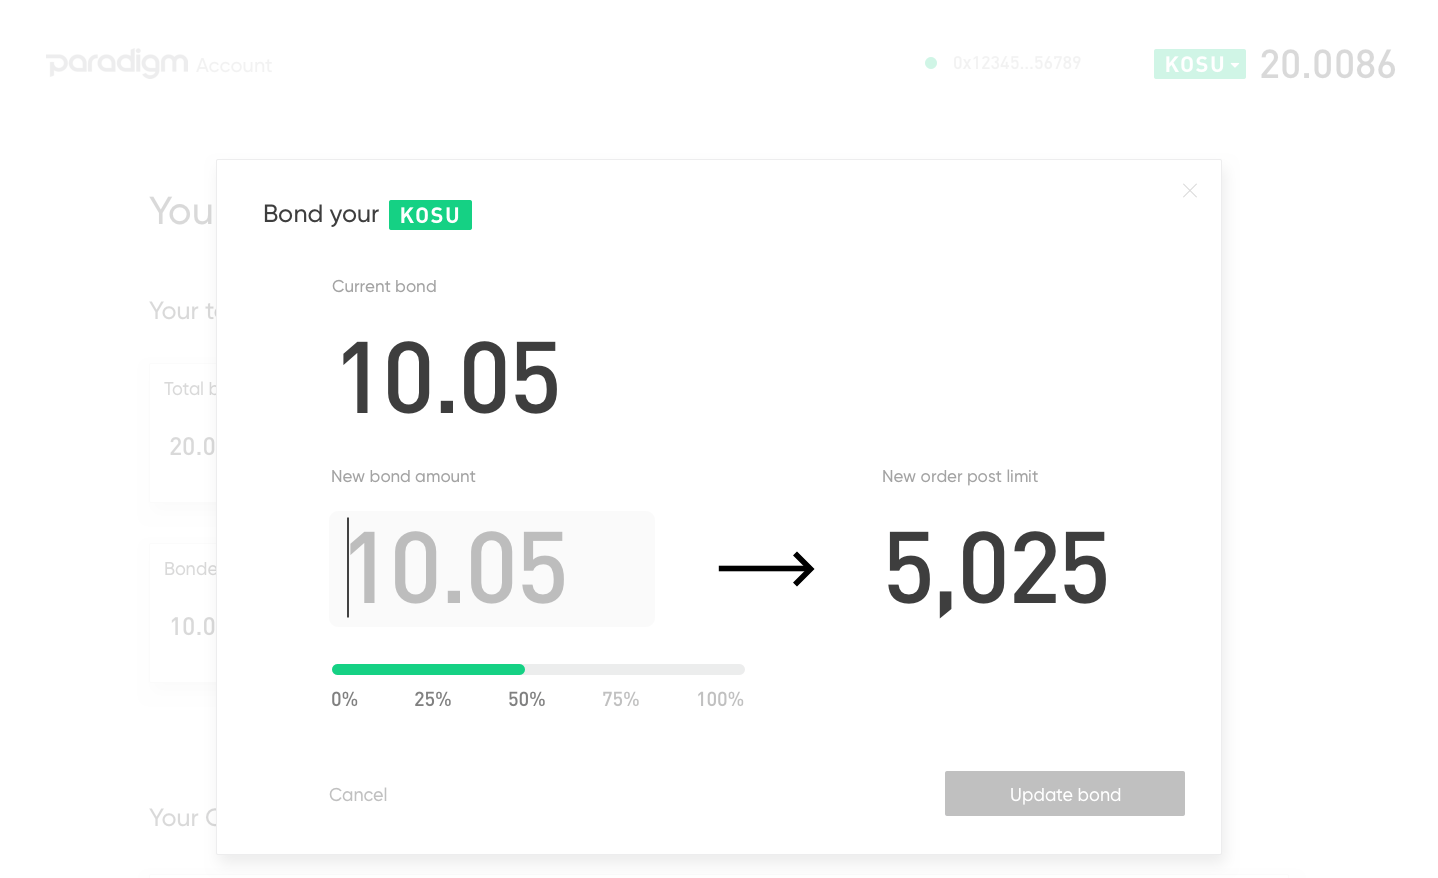 paradigm Account
0x12345...56789
KOSU
20.0086
You
Your t
Total b
20.0
Bonde
10.0
Your
Bond your KOSU
Current bond
10.05
New bond amount
New order post limit
10.05
5,025
0% 25% 50% 75% 100%
Cancel
Update bond